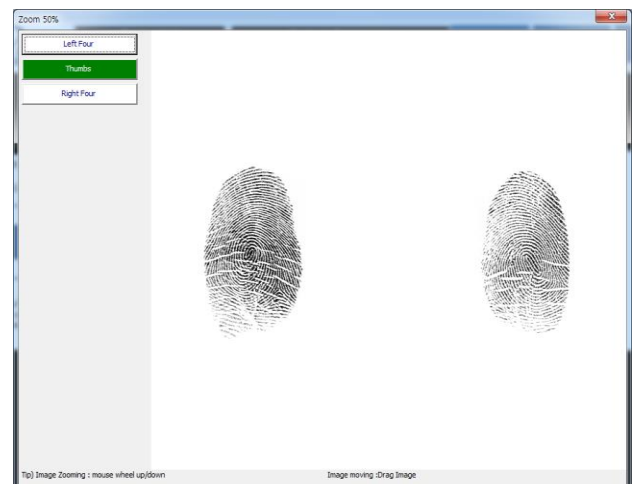 Zoom 50%
Left Four
Thumbs
Right Four
Tip) Image Zooming : mouse wheel up/down
Image moving :Drag Image